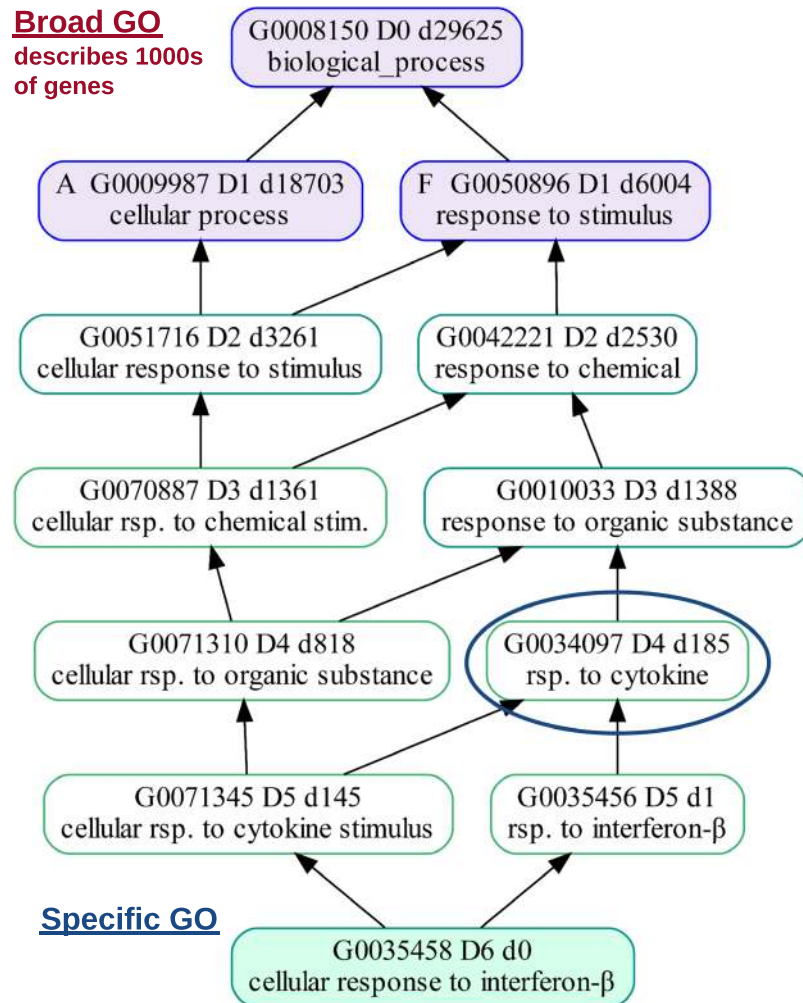 Broad GO
describes 1000s
of genes
G0008150 D0 d29625
biological_process
A G0009987 D1 d18703
cellular process
F G0050896 D1 d6004
response to stimulus
G0051716 D2 d3261
cellular response to stimulus
G0042221 D2 d2530
response to chemical
G0070887 D3 d1361
cellular rsp. to chemical stim.
G0010033 D3 d1388
response to organic substance
G0071310 D4 d818
cellular rsp. to organic substance
G0034097 D4 d185
rsp. to cytokine
G0071345 D5 d145
cellular rsp. to cytokine stimulus
G0035456 D5 d1
rsp. to interferon-β
Specific GO
G0035458 D6 d0
cellular response to interferon-β